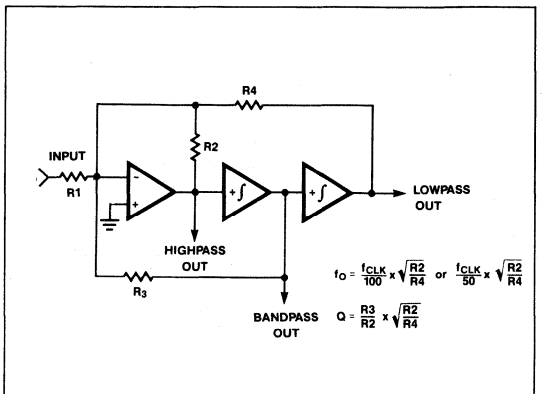 R4
R2
INPUT
R1
-
+
+∫
+∫
LOWPASS
OUT
HIGHPASS
OUT
R3
BANDPASS
OUT
fO = fCLK/100 x √R2/R4 or fCLK/50 x √R2/R4
Q = R3/R2 x √R2/R4